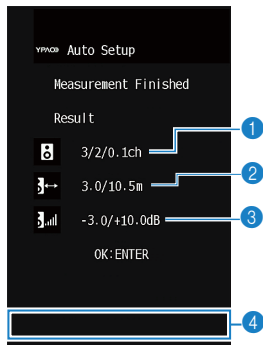 YPAO Auto Setup
Measurement Finished
Result
3/2/0.1ch 1
3.0/10.5m 2
-3.0/+10.0dB 3
OK:ENTER
4